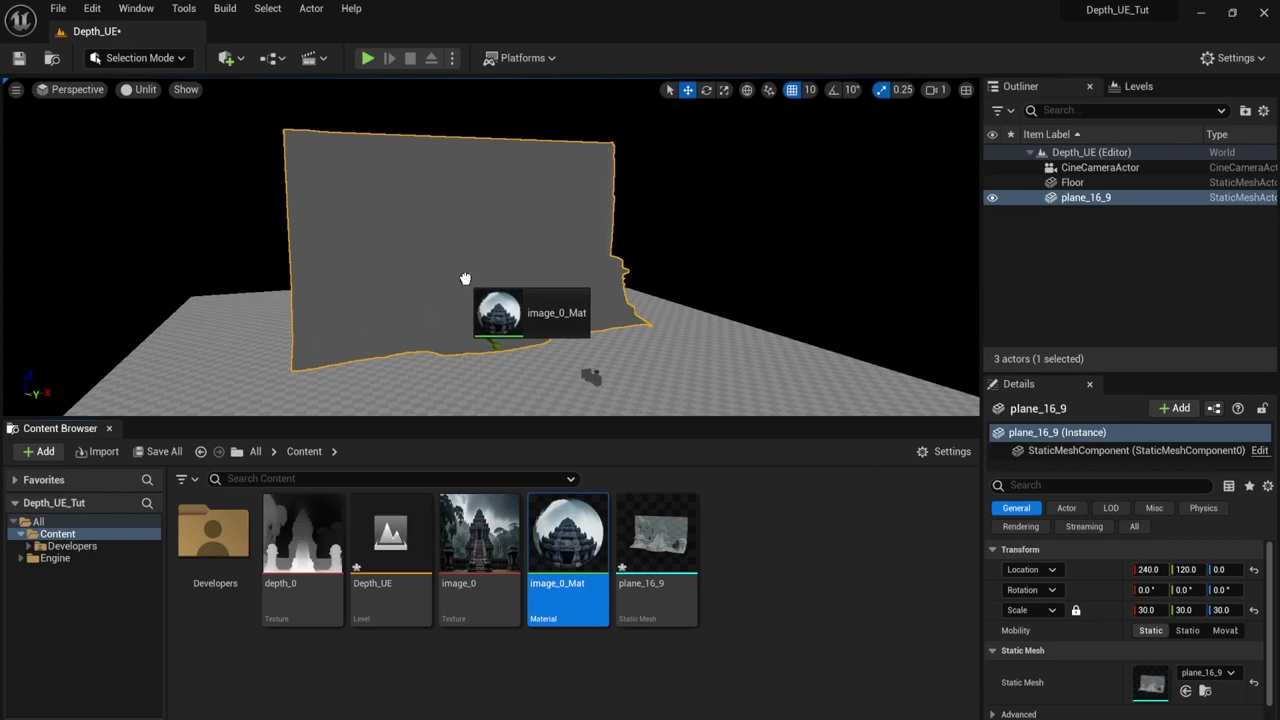 File Edit Window Tools Build Select Actor Help
Depth_UE_Tut
Depth_UE•
Selection Mode
Platforms
Settings
Perspective Unlit Show
10 10° 0.25 1
image_0_Mat
Y X
Outliner Levels
Search...
Item Label Type
Depth_UE (Editor) World
CineCameraActor CineCameraAct
Floor StaticMeshActo
plane_16_9 StaticMeshActo
3 actors (1 selected)
Details
plane_16_9
Add
plane_16_9 (Instance)
StaticMeshComponent (StaticMeshComponent0) Edit
Search
General Actor LOD Misc Physics
Rendering Streaming All
Transform
Location 240.0 120.0 0.0
Rotation 0.0° 0.0° 0.0°
Scale 30.0 30.0 30.0
Mobility Static Statio Movab
Static Mesh
Static Mesh plane_16_9
Advanced
Content Browser
Add Import Save All All Content
Settings
Favorites
Search Content
Depth_UE_Tut
All
Content
Developers
Engine
Developers
depth_0
Texture
Depth_UE
Level
image_0
Texture
image_0_Mat
Material
plane_16_9
Static Mesh